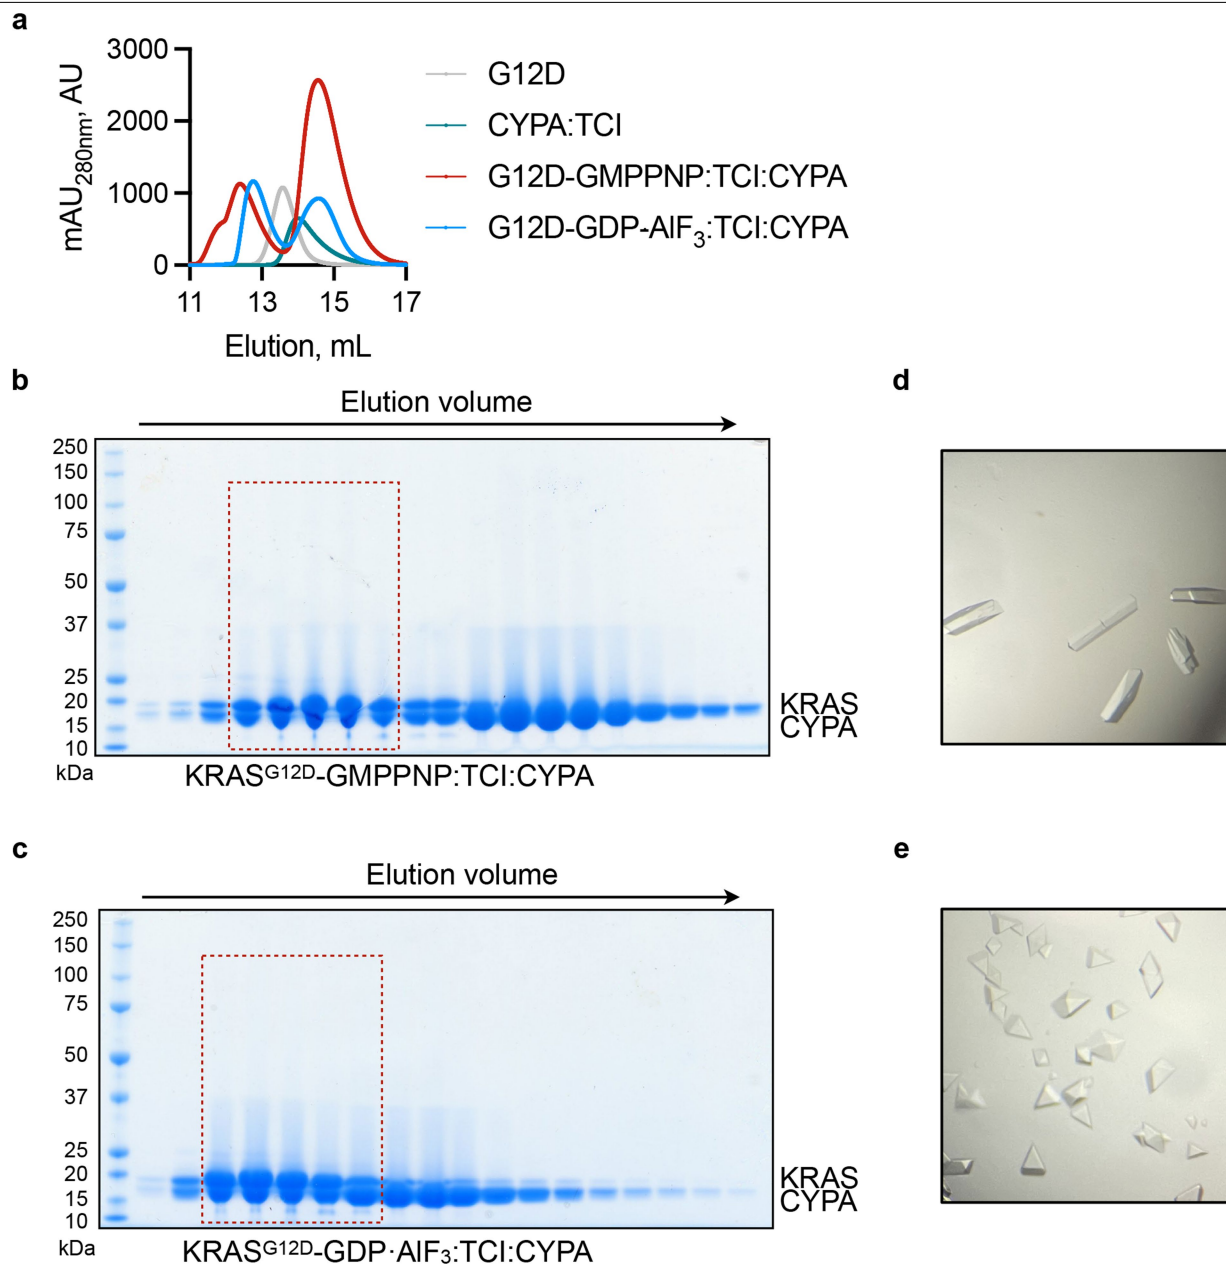 a
3000
2000
1000
0
mAU280nm, AU
11 13 15 17
Elution, mL
G12D
CYPA:TCI
G12D-GMPPNP:TCI:CYPA
G12D-GDP-AlF3:TCI:CYPA
b
Elution volume
250
150
100
75
50
37
25
20
15
10
kDa
KRAS
CYPA
KRASG12D-GMPPNP:TCI:CYPA
d
c
Elution volume
250
150
100
75
50
37
25
20
15
10
kDa
KRAS
CYPA
KRASG12D-GDP·AlF3:TCI:CYPA
e